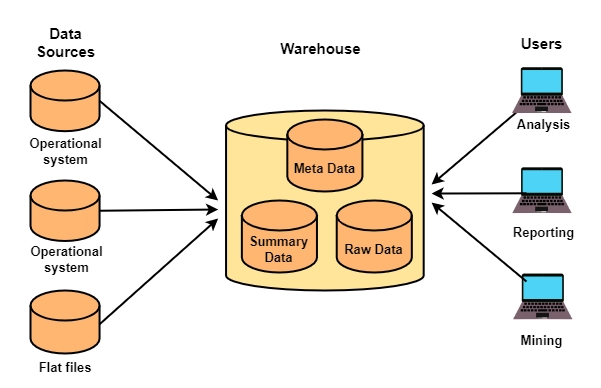 Data
Sources
Warehouse
Users
Operational
system
Operational
system
Flat files
Meta Data
Summary
Data
Raw Data
Analysis
Reporting
Mining